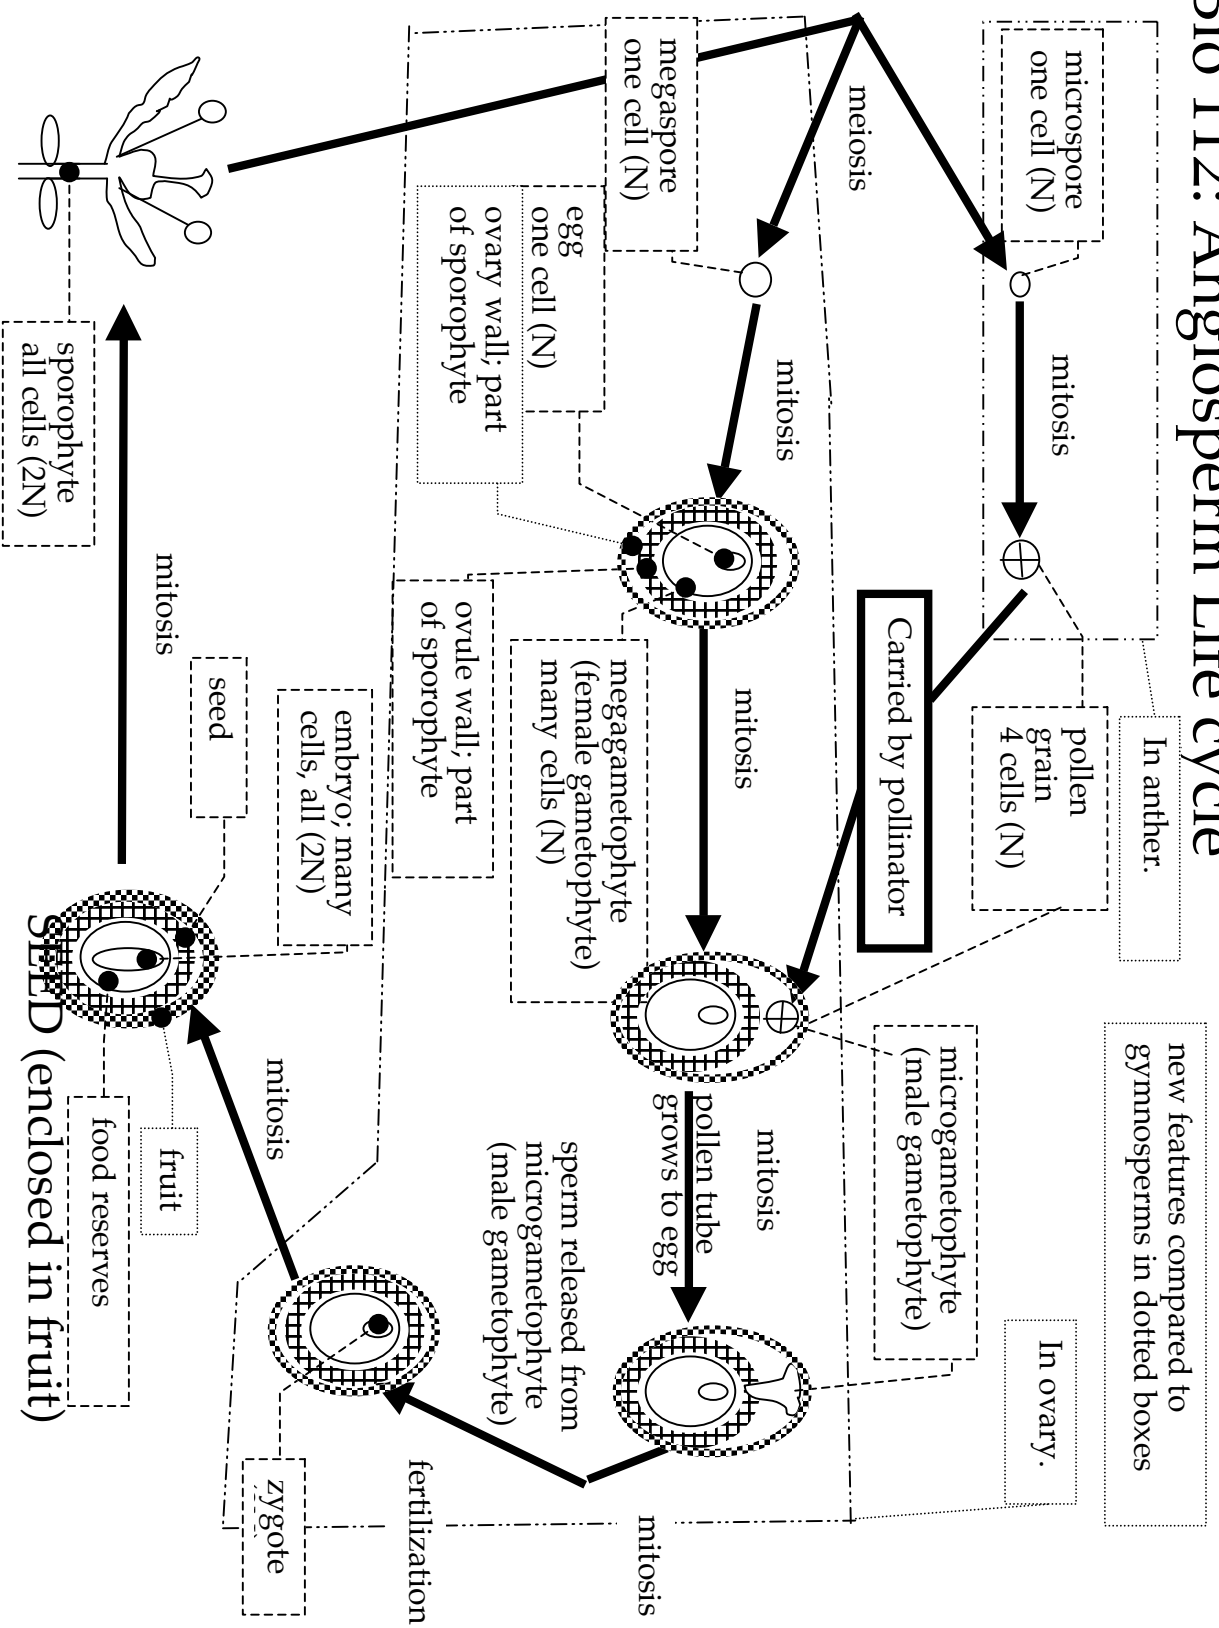 Bio 112: Angiosperm Life cycle
microspore
one cell (N)
mitosis
pollen
grain
4 cells (N)
In anther.
new features compared to
gymnosperms in dotted boxes
meiosis
megaspore
one cell (N)
mitosis
Carried by pollinator
microgametophyte
(male gametophyte)
In ovary.
egg
one cell (N)
ovary wall; part
of sporophyte
mitosis
megagametophyte
(female gametophyte)
many cells (N)
ovule wall; part
of sporophyte
mitosis
pollen tube
grows to egg
sperm released from
microgametophyte
(male gametophyte)
mitosis
fertilization
zygote
mitosis
embryo; many
cells, all (2N)
seed
fruit
food reserves
SEED (enclosed in fruit)
mitosis
sporophyte
all cells (2N)